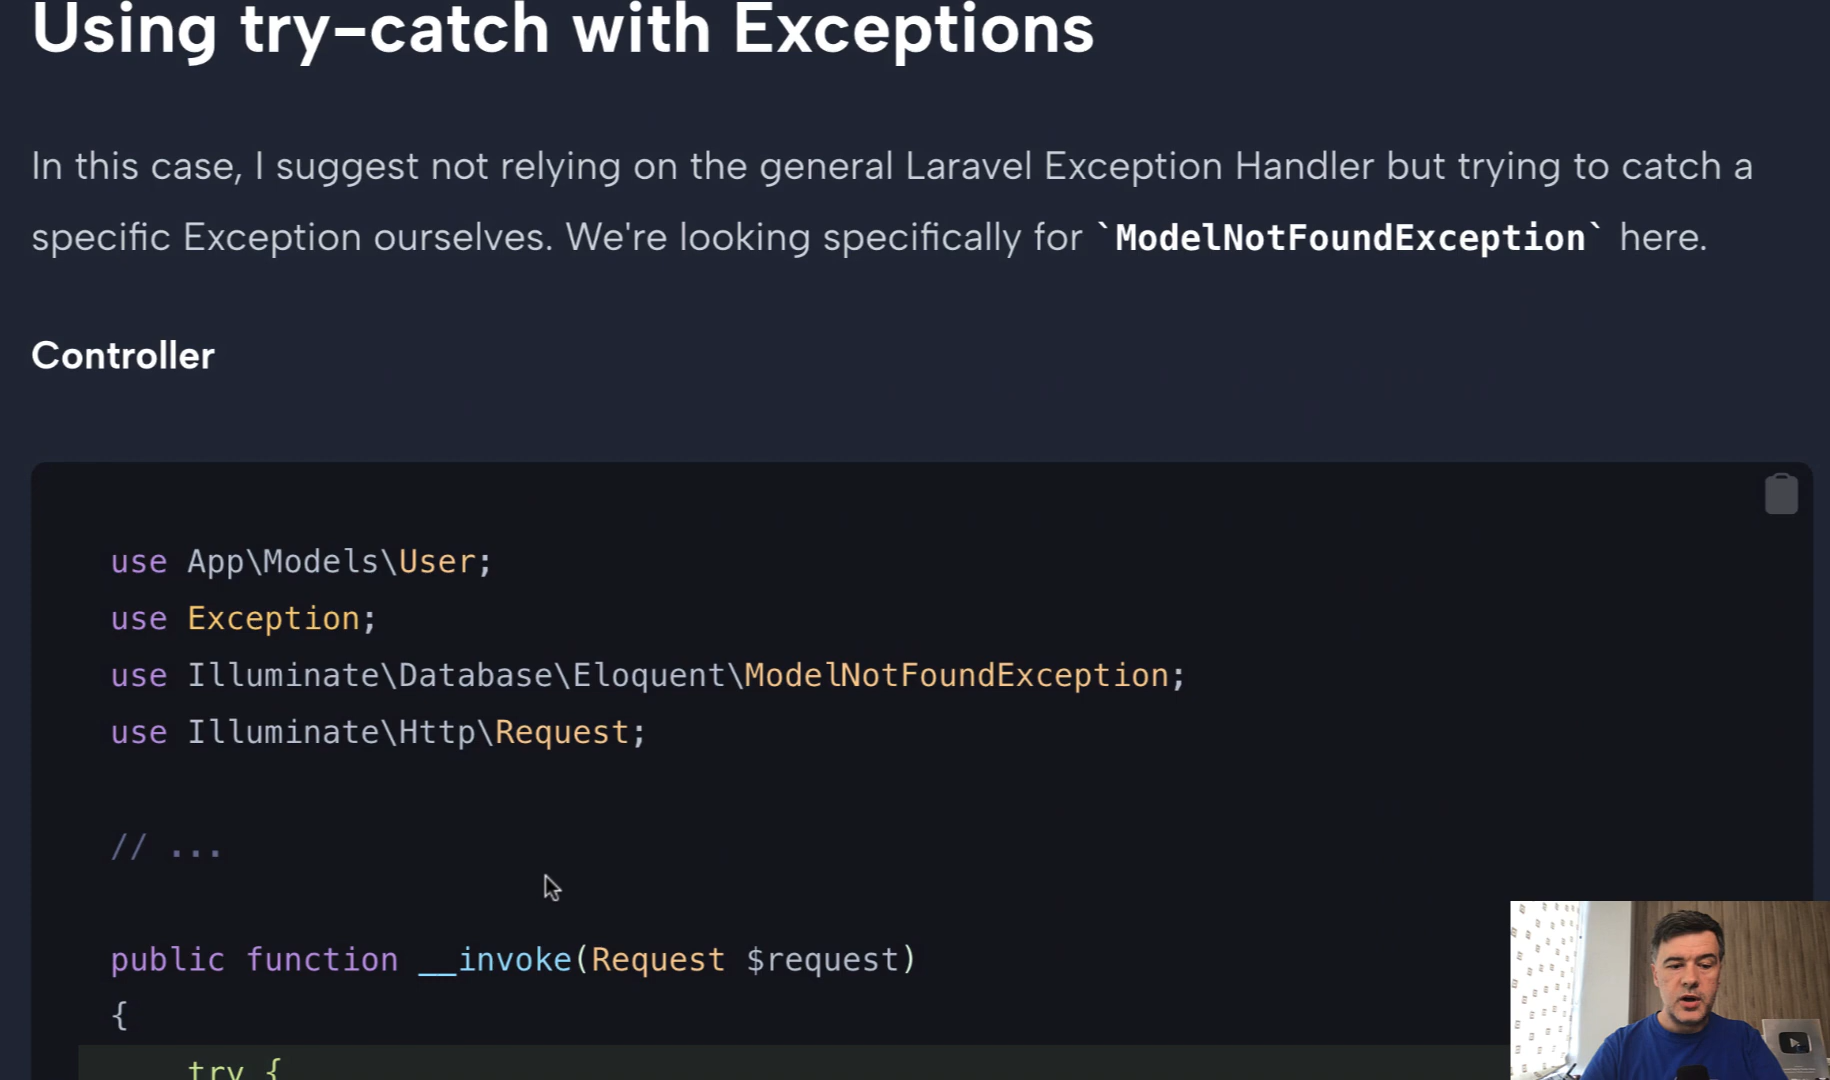 Using try-catch with Exceptions
In this case, I suggest not relying on the general Laravel Exception Handler but trying to catch a
specific Exception ourselves. We're looking specifically for `ModelNotFoundException` here.
Controller
use App\Models\User;
use Exception;
use Illuminate\Database\Eloquent\ModelNotFoundException;
use Illuminate\Http\Request;
// ...
public function __invoke(Request $request)
{
try {